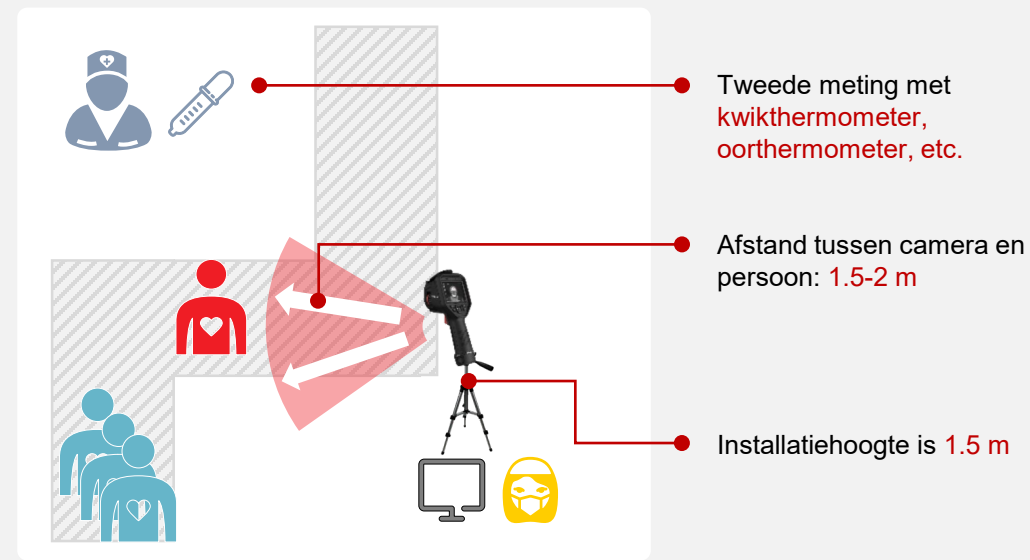 Tweede meting met
kwikthermometer,
oorthermometer, etc.
Afstand tussen camera en
persoon: 1.5-2 m
Installatiehoogte is 1.5 m